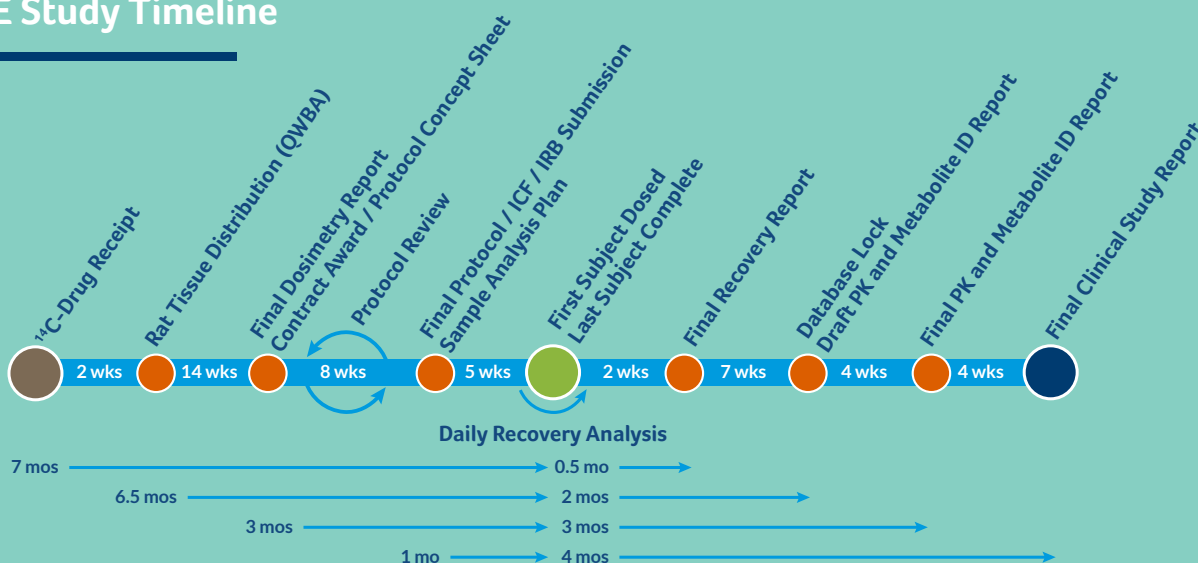 E Study Timeline
¹⁴C-Drug Receipt
Rat Tissue Distribution (QWBA)
Final Dosimetry Report
Contract Award / Protocol Concept Sheet
Protocol Review
Final Protocol / ICF / IRB Submission
Sample Analysis Plan
First Subject Dosed
Last Subject Complete
Final Recovery Report
Database Lock
Draft PK and Metabolite ID Report
Final PK and Metabolite ID Report
Final Clinical Study Report
2 wks
14 wks
8 wks
5 wks
2 wks
7 wks
4 wks
4 wks
Daily Recovery Analysis
7 mos
0.5 mo
6.5 mos
2 mos
3 mos
3 mos
1 mo
4 mos